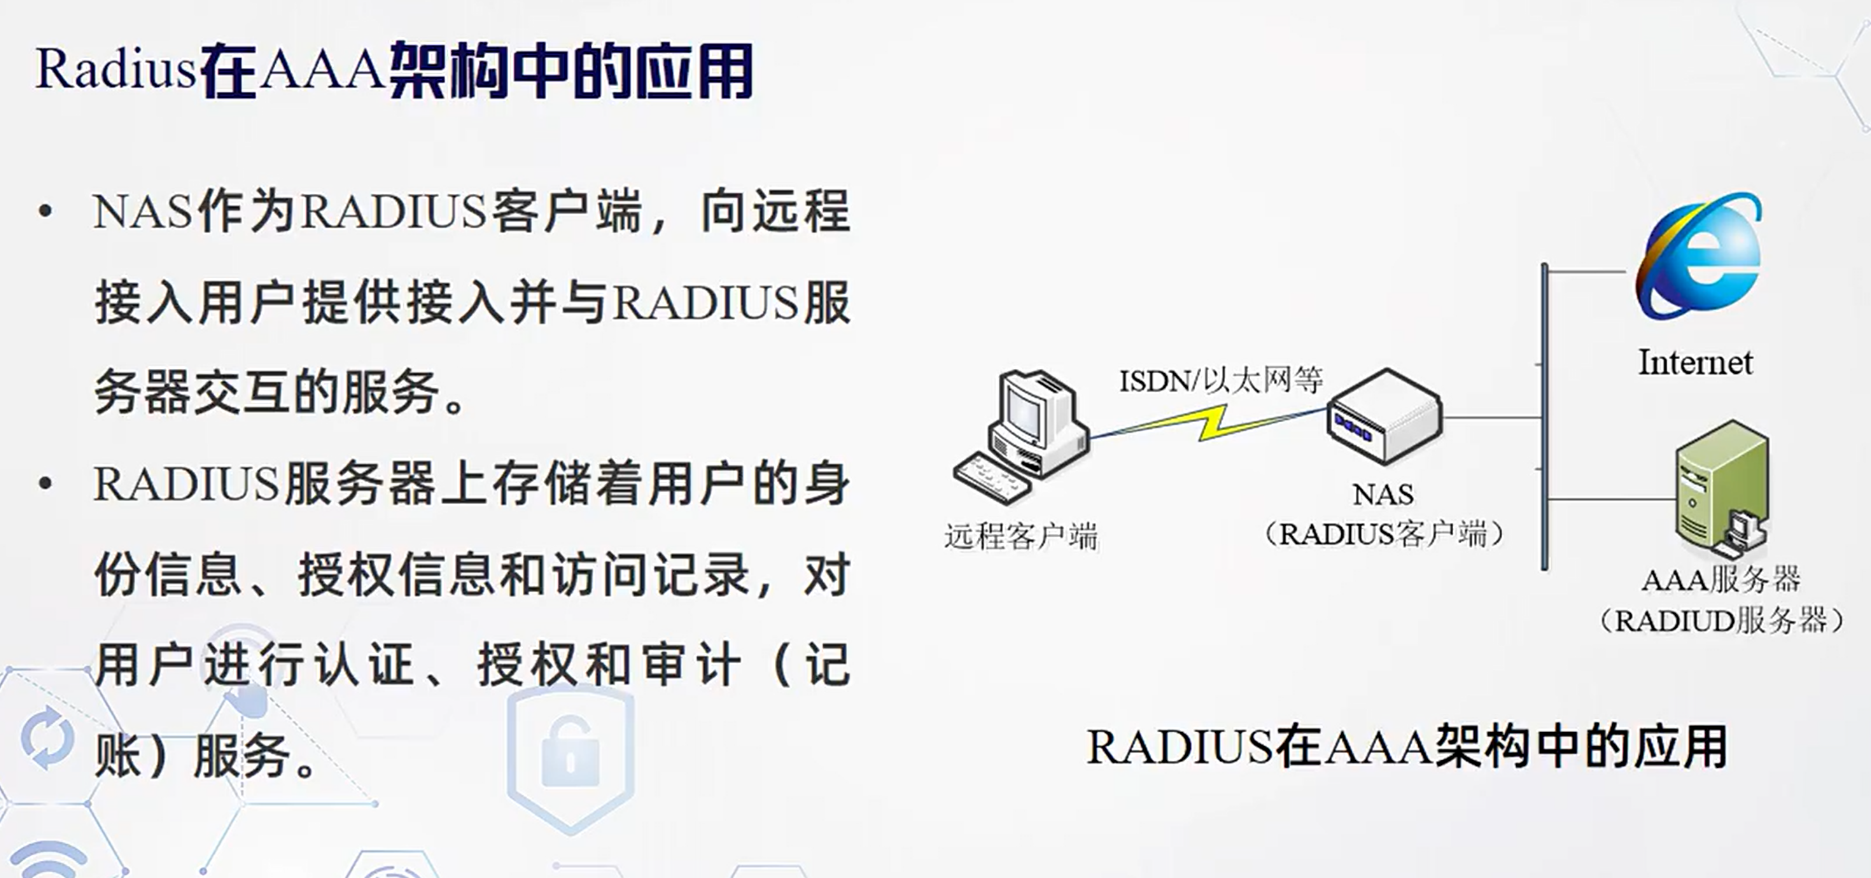 Radius在AAA架构中的应用
• NAS作为RADIUS客户端，向远程
接入用户提供接入并与RADIUS服
务器交互的服务。
• RADIUS服务器上存储着用户的身
份信息、授权信息和访问记录，对
用户进行认证、授权和审计（记
账）服务。
ISDN/以太网等
远程客户端
NAS
（RADIUS客户端）
Internet
AAA服务器
（RADIUD服务器）
RADIUS在AAA架构中的应用